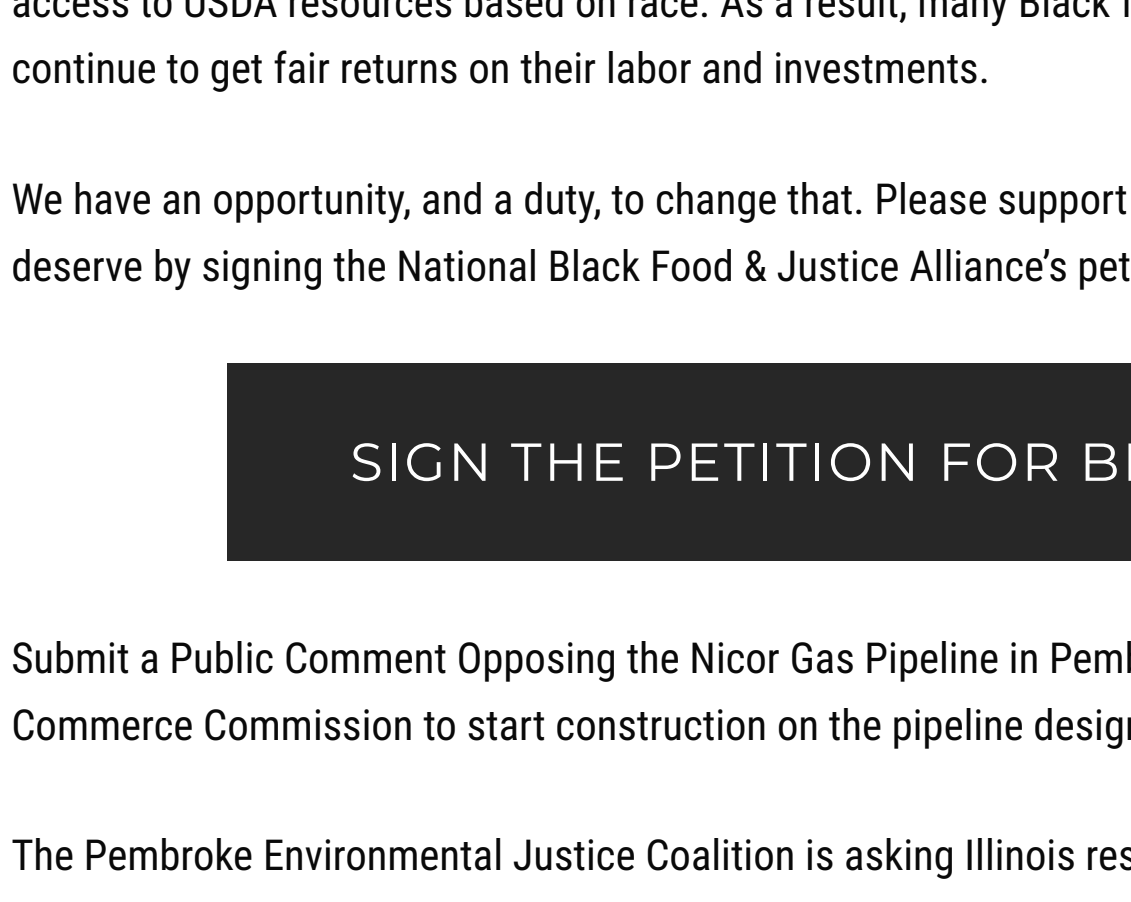 access to USDA resources based on race. As a result, many Black
continue to get fair returns on their labor and investments.
We have an opportunity, and a duty, to change that. Please support
deserve by signing the National Black Food & Justice Alliance’s
SIGN THE PETITION FOR
Submit a Public Comment Opposing the Nicor Gas Pipeline in
Commerce Commission to start construction on the pipeline
The Pembroke Environmental Justice Coalition is asking Illinois